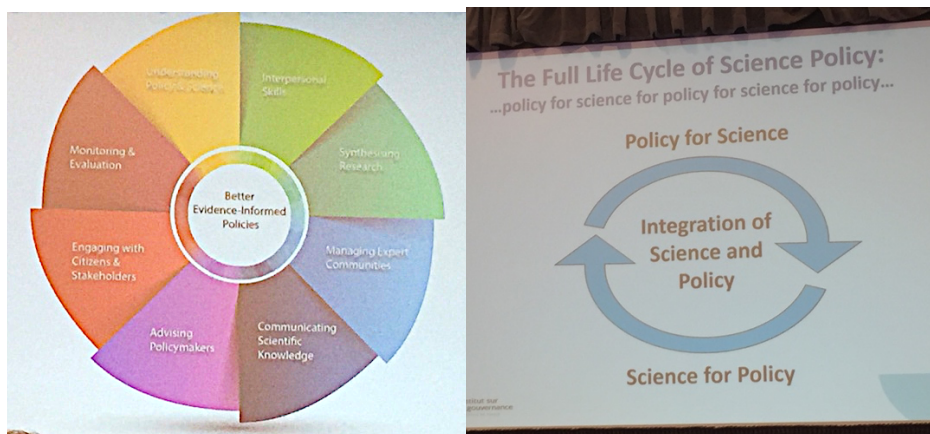 Understanding
Policy & Science
Interpersonal
Skills
Synthesising
Research
Managing Expert
Communities
Communicating
Scientific
Knowledge
Advising
Policymakers
Engaging with
Citizens &
Stakeholders
Monitoring &
Evaluation
Better
Evidence-Informed
Policies
The Full Life Cycle of Science Policy:
...policy for science for policy for science for policy...
Policy for Science
Integration of
Science and
Policy
Science for Policy
sur
gouvernance